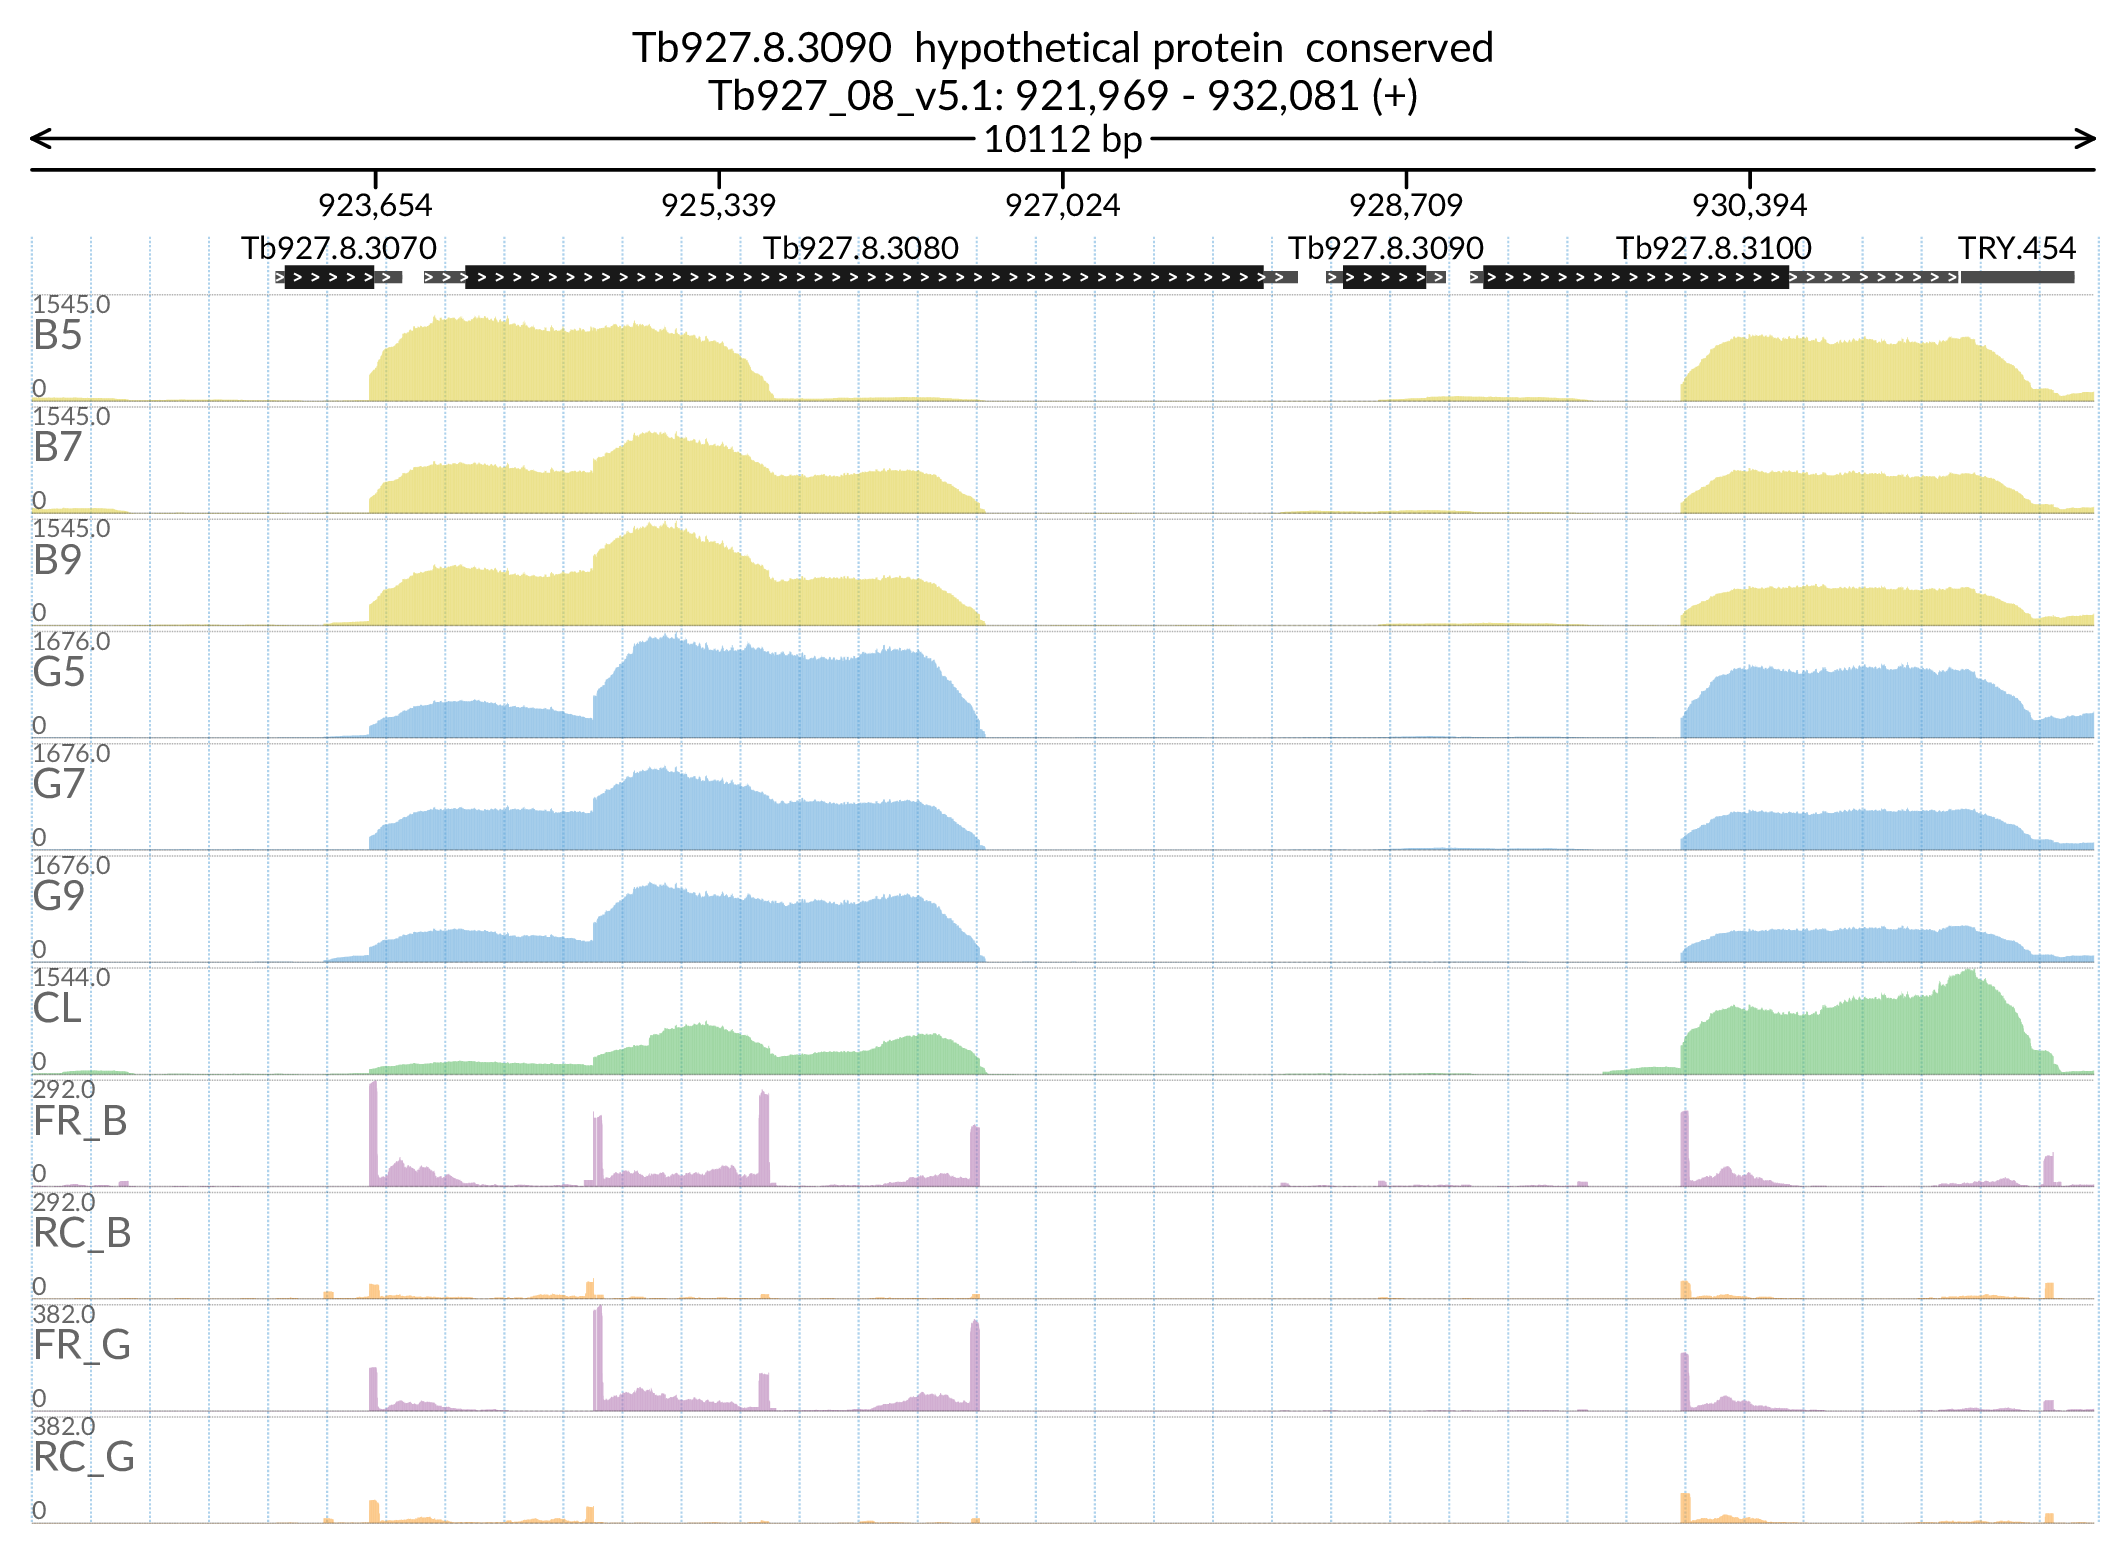 Tb927.8.3090 hypothetical protein conserved
Tb927_08_v5.1: 921,969 - 932,081 (+)
10112 bp
923,654 925,339 927,024 928,709 930,394
Tb927.8.3070 Tb927.8.3080 Tb927.8.3090 Tb927.8.3100 TRY.454
1545.0
B5
0
1545.0
B7
0
1545.0
B9
0
1676.0
G5
0
1676.0
G7
0
1676.0
G9
0
1544.0
CL
0
292.0
FR_B
0
292.0
RC_B
0
382.0
FR_G
0
382.0
RC_G
0